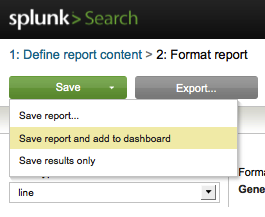 splunk> Search
1: Define report content > 2: Format report
Save Export...
Save report...
Save report and add to dashboard
Save results only
line
Forma
Gene